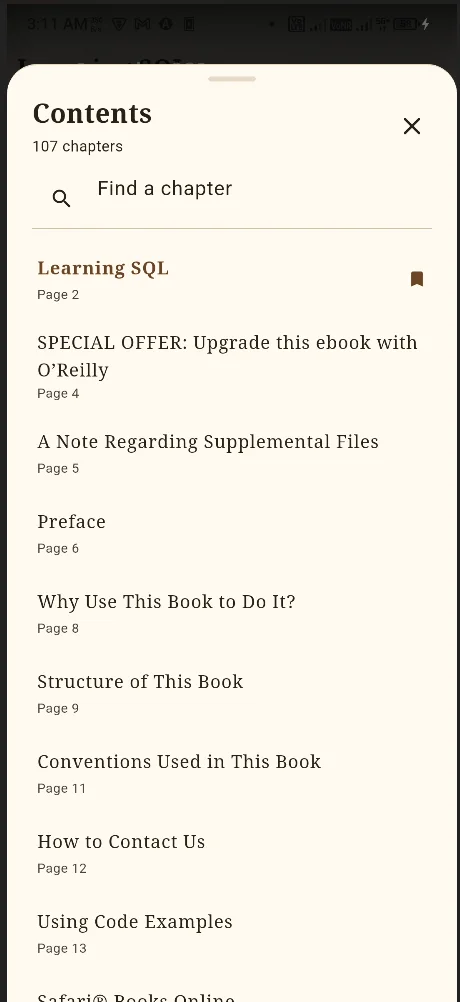 3:11 AM
Contents
107 chapters
Find a chapter
Learning SQL
Page 2
SPECIAL OFFER: Upgrade this ebook with
O’Reilly
Page 4
A Note Regarding Supplemental Files
Page 5
Preface
Page 6
Why Use This Book to Do It?
Page 8
Structure of This Book
Page 9
Conventions Used in This Book
Page 11
How to Contact Us
Page 12
Using Code Examples
Page 13
Safari® Books Online